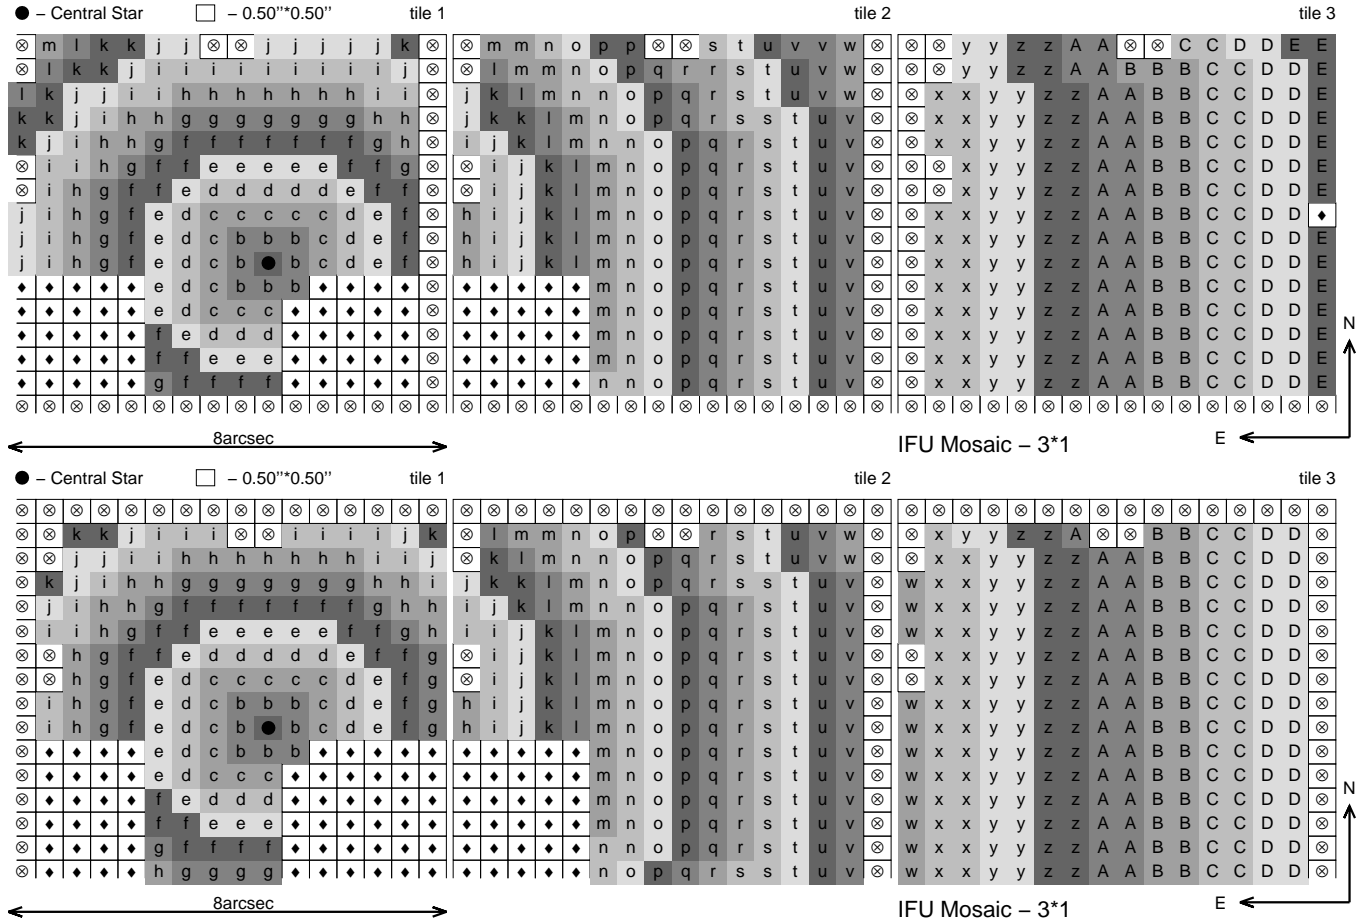 – Central Star – 0.50''*0.50'' tile 1 tile 2 tile 3
m l k k j j j j j j j k m m n o p p s t u v v w y y z z A A C C D D E E
l k k j i i i i i i i i i j l m m n o p q r r s t u v w y y z z A A B B B C C D D E
l k j j i i h h h h h h h i i j k l m n n o p q r s t u v w x x y y z z A A B B C C D D E
k k j i h h g g g g g g g h h j k k l m n o p q r s s t u v x x y y z z A A B B C C D D E
k j i h h g f f f f f f f g h i j k l m n n o p q r s t u v x x y y z z A A B B C C D D E
i i h g f f e e e e e f f g i j k l m n o p q r s t u v x y y z z A A B B C C D D E
i h g f f e d d d d d e f f i j k l m n o p q r s t u v x y y z z A A B B C C D D E
j i h g f e d c c c c c d e f h i j k l m n o p q r s t u v x x y y z z A A B B C C D D
j i h g f e d c b b b c d e f h i j k l m n o p q r s t u v x x y y z z A A B B C C D D E
j i h g f e d c b b c d e f h i j k l m n o p q r s t u v x x y y z z A A B B C C D D E
e d c b b b m n o p q r s t u v x x y y z z A A B B C C D D E
e d c c c m n o p q r s t u v x x y y z z A A B B C C D D E
f e d d d m n o p q r s t u v x x y y z z A A B B C C D D E
f f e e e m n o p q r s t u v x x y y z z A A B B C C D D E
g f f f f n n o p q r s t u v x x y y z z A A B B C C D D E
N
8arcsec
IFU Mosaic – 3*1
E
– Central Star – 0.50''*0.50'' tile 1 tile 2 tile 3
k k j i i i i i i i j k l m m n o p r s t u v w x y y z z A B B C C D D
j j i i h h h h h h h i i j k l m n n o p q r s t u v w x x y y z z A A B B C C D D
k j i h h g g g g g g g h h i j k k l m n o p q r s s t u v w x x y y z z A A B B C C D D
j i h h g f f f f f f f g h h i j k l m n n o p q r s t u v w x x y y z z A A B B C C D D
i i h g f f e e e e e f f g h i i j k l m n o p q r s t u v w x x y y z z A A B B C C D D
h g f f e d d d d d e f f g i j k l m n o p q r s t u v x x y y z z A A B B C C D D
h g f e d c c c c c d e f g i j k l m n o p q r s t u v x x y y z z A A B B C C D D
i h g f e d c b b b c d e f g h i j k l m n o p q r s t u v w x x y y z z A A B B C C D D
i h g f e d c b b c d e f g h i j k l m n o p q r s t u v w x x y y z z A A B B C C D D
e d c b b b m n o p q r s t u v w x x y y z z A A B B C C D D
e d c c c m n o p q r s t u v w x x y y z z A A B B C C D D
f e d d d m n o p q r s t u v w x x y y z z A A B B C C D D
f f e e e m n o p q r s t u v w x x y y z z A A B B C C D D
g f f f f n n o p q r s t u v w x x y y z z A A B B C C D D
h g g g g n o p q r s s t u v w x x y y z z A A B B C C D D
N
8arcsec
IFU Mosaic – 3*1
E